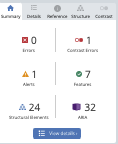 Summary Details Reference Structure Contrast
0 1
Errors Contrast Errors
1 7
Alerts Features
24 32
Structural Elements ARIA
View details ›